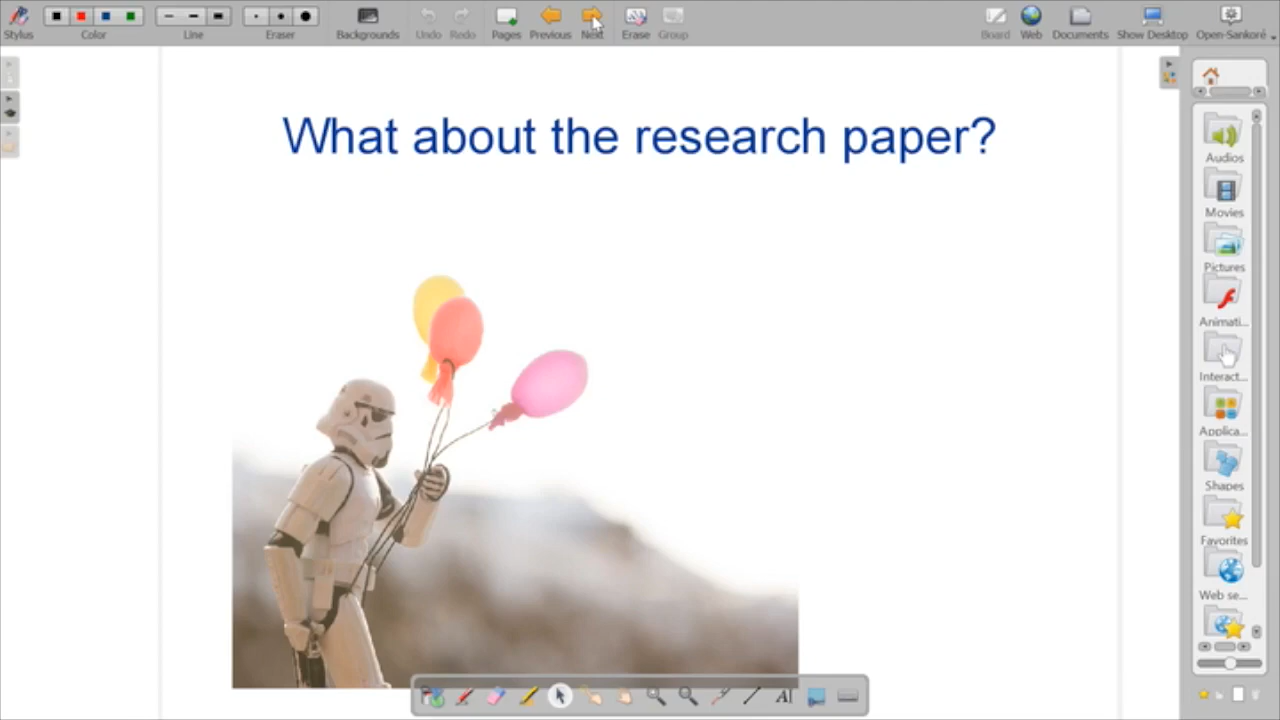 Stylus
Color
Line
Eraser
Backgrounds
Undo
Redo
Pages
Previous
Next
Erase
Group
Board
Web
Documents
Show Desktop
Open-Sankoré
What about the research paper?
Audios
Movies
Pictures
Animati...
Interact...
Applica...
Shapes
Favorites
Web se...